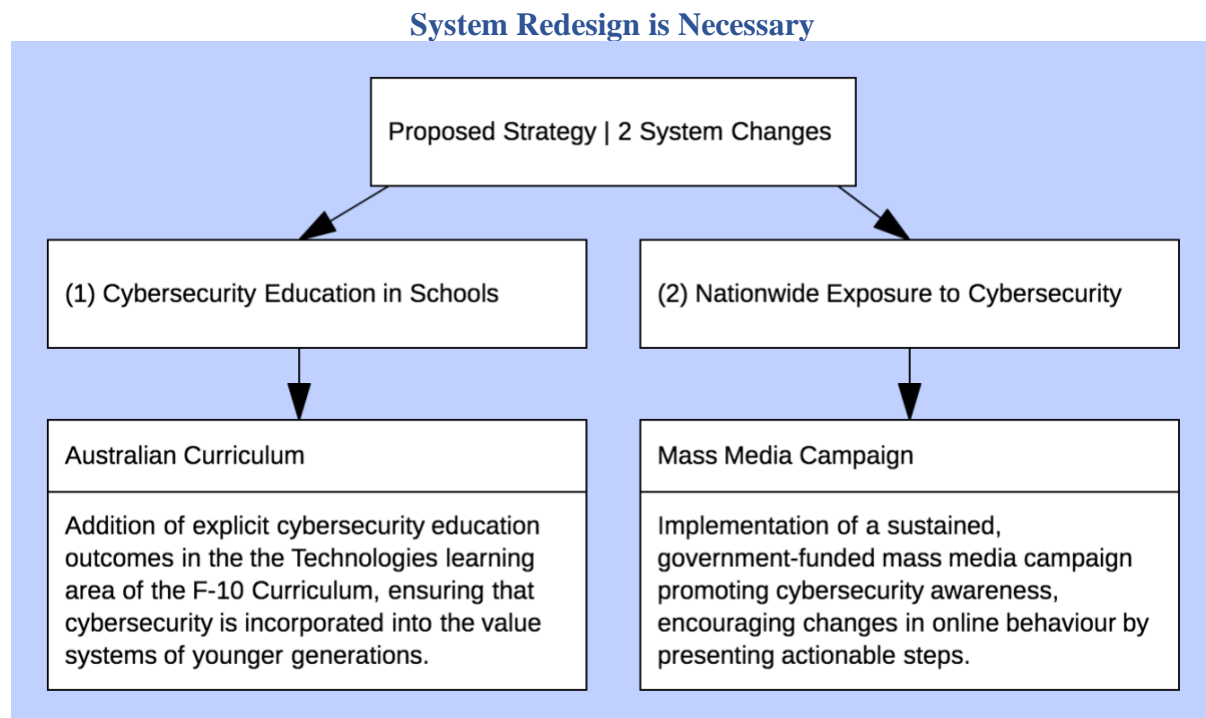 System Redesign is Necessary
Proposed Strategy | 2 System Changes
(1) Cybersecurity Education in Schools
(2) Nationwide Exposure to Cybersecurity
Australian Curriculum
Addition of explicit cybersecurity education
outcomes in the the Technologies learning
area of the F-10 Curriculum, ensuring that
cybersecurity is incorporated into the value
systems of younger generations.
Mass Media Campaign
Implementation of a sustained,
government-funded mass media campaign
promoting cybersecurity awareness,
encouraging changes in online behaviour by
presenting actionable steps.